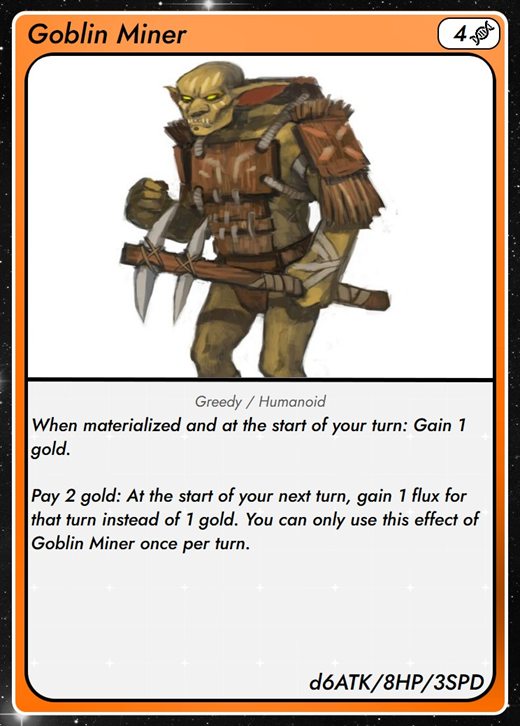 Goblin Miner
4
Greedy / Humanoid
When materialized and at the start of your turn: Gain 1
gold.
Pay 2 gold: At the start of your next turn, gain 1 flux for
that turn instead of 1 gold. You can only use this effect of
Goblin Miner once per turn.
d6ATK/8HP/3SPD